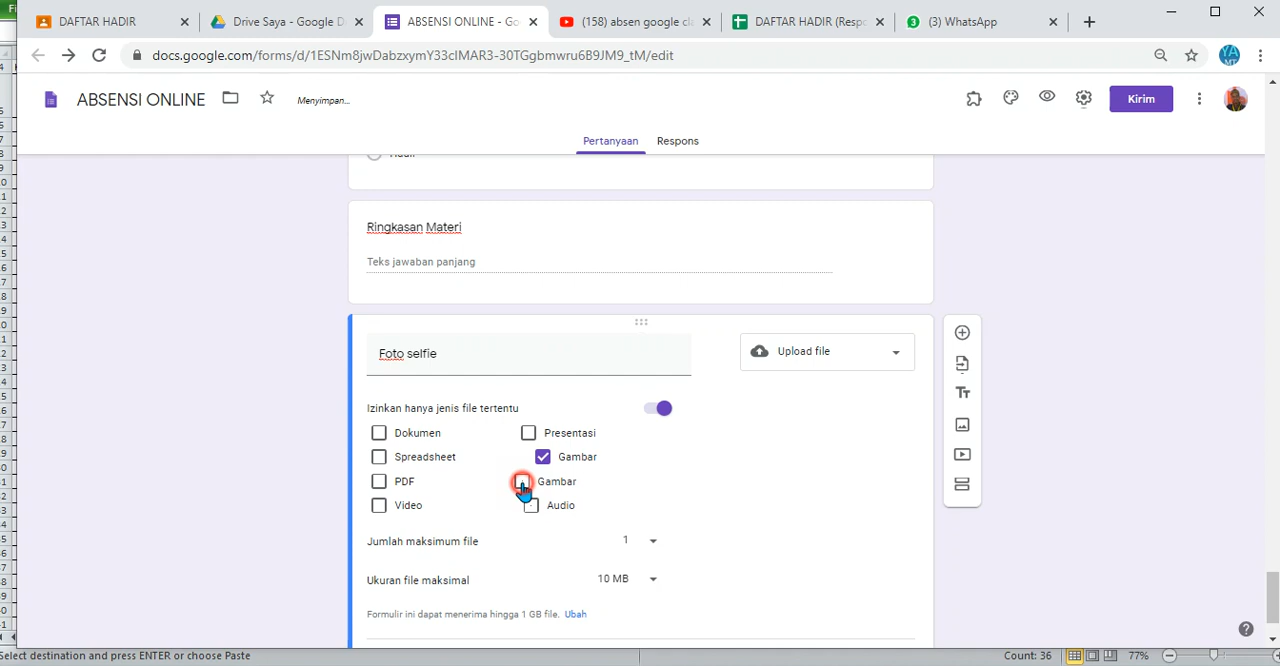 DAFTAR HADIR
Drive Saya - Google D
ABSENSI ONLINE - Go
(158) absen google cla
DAFTAR HADIR (Respo
(3) WhatsApp
docs.google.com/forms/d/1ESNm8jwDabzxymY33cIMAR3-30TGgbmwru6B9JM9_tM/edit
ABSENSI ONLINE
Menyimpan...
Kirim
Pertanyaan
Respons
Ringkasan Materi
Teks jawaban panjang
Foto selfie
Upload file
Izinkan hanya jenis file tertentu
Dokumen
Presentasi
Spreadsheet
Gambar
PDF
Gambar
Video
Audio
Jumlah maksimum file
1
Ukuran file maksimal
10 MB
Formulir ini dapat menerima hingga 1 GB file. Ubah
Select destination and press ENTER or choose Paste
Count: 36
77%